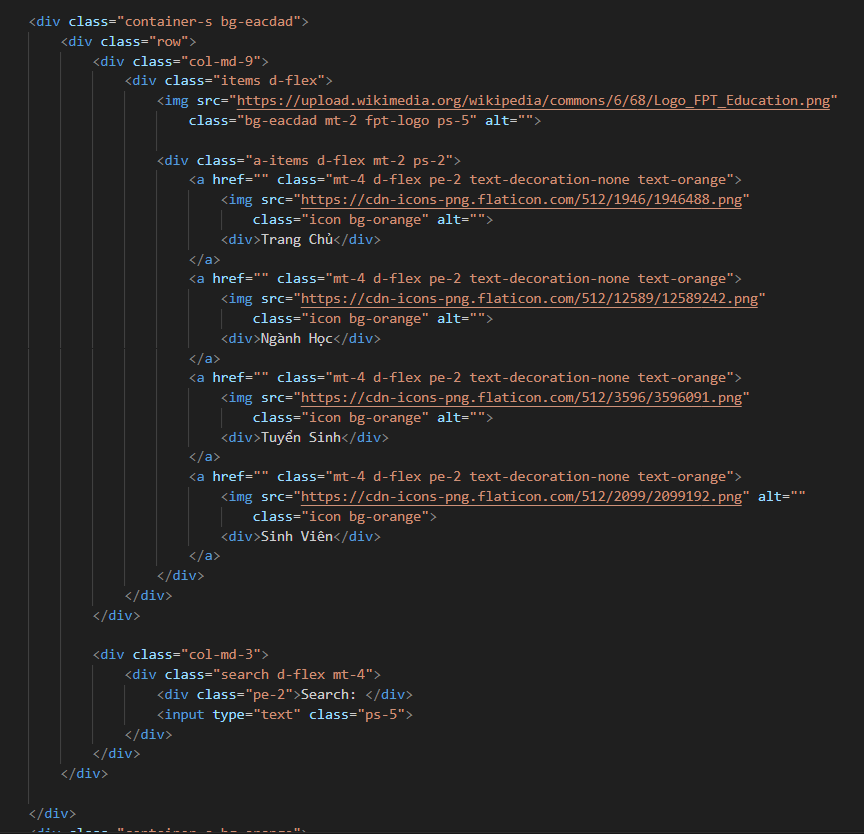 <div class="container-s bg-eacdad">
<div class="row">
<div class="col-md-9">
<div class="items d-flex">
<img src="https://upload.wikimedia.org/wikipedia/commons/6/68/Logo_FPT_Education.png"
class="bg-eacdad mt-2 fpt-logo ps-5" alt="">
<div class="a-items d-flex mt-2 ps-2">
<a href="" class="mt-4 d-flex pe-2 text-decoration-none text-orange">
<img src="https://cdn-icons-png.flaticon.com/512/1946/1946488.png"
class="icon bg-orange" alt="">
<div>Trang Chủ</div>
</a>
<a href="" class="mt-4 d-flex pe-2 text-decoration-none text-orange">
<img src="https://cdn-icons-png.flaticon.com/512/12589/12589242.png"
class="icon bg-orange" alt="">
<div>Ngành Học</div>
</a>
<a href="" class="mt-4 d-flex pe-2 text-decoration-none text-orange">
<img src="https://cdn-icons-png.flaticon.com/512/3596/3596091.png"
class="icon bg-orange" alt="">
<div>Tuyển Sinh</div>
</a>
<a href="" class="mt-4 d-flex pe-2 text-decoration-none text-orange">
<img src="https://cdn-icons-png.flaticon.com/512/2099/2099192.png" alt=""
class="icon bg-orange">
<div>Sinh Viên</div>
</a>
</div>
</div>
</div>
<div class="col-md-3">
<div class="search d-flex mt-4">
<div class="pe-2">Search: </div>
<input type="text" class="ps-5">
</div>
</div>
</div>
</div>